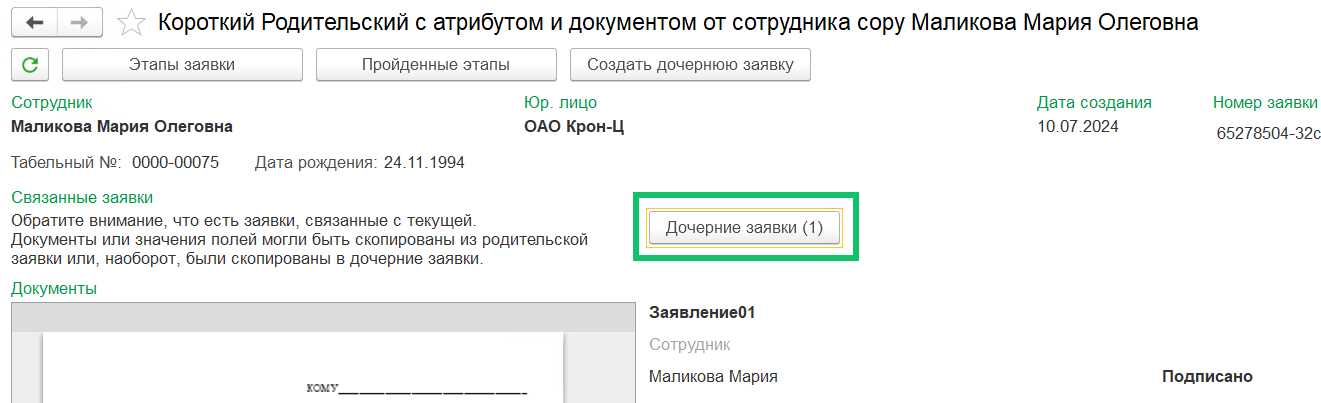 Короткий Родительский с атрибутом и документом от сотрудника сору Маликова Мария Олеговна
Этапы заявки Пройденные этапы Создать дочернюю заявку
Сотрудник Юр. лицо Дата создания Номер заявки
Маликова Мария Олеговна ОАО Крон-Ц 10.07.2024 65278504-32с
Табельный №: 0000-00075 Дата рождения: 24.11.1994
Связанные заявки
Обратите внимание, что есть заявки, связанные с текущей.
Документы или значения полей могли быть скопированы из родительской
заявки или, наоборот, были скопированы в дочерние заявки.
Дочерние заявки (1)
Документы
Заявление01
Сотрудник
Маликова Мария Подписано
КОМУ____________________